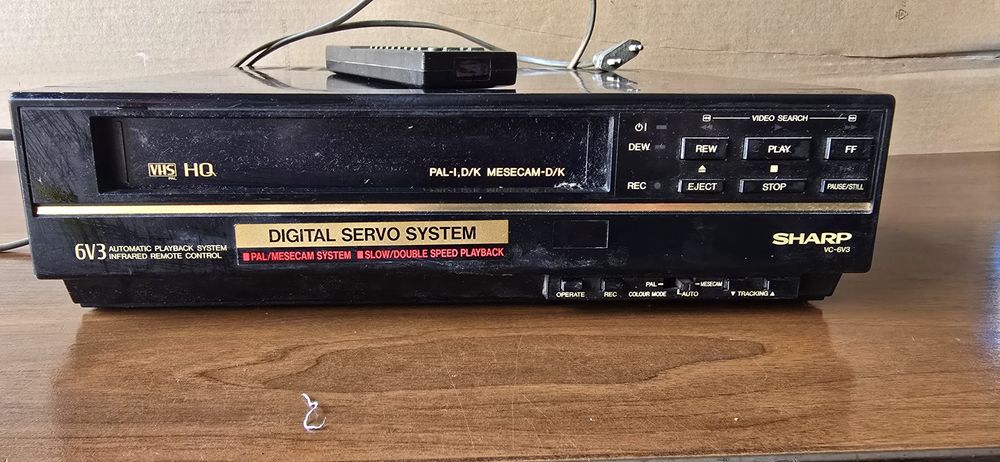 VHS
PAL
HQ
PAL-I,D/K MESECAM-D/K
VIDEO SEARCH
DEW
REW
PLAY
FF
REC
EJECT
STOP
PAUSE/STILL
6V3
AUTOMATIC PLAYBACK SYSTEM
INFRARED REMOTE CONTROL
DIGITAL SERVO SYSTEM
■PAL/MESECAM SYSTEM ■SLOW/DOUBLE SPEED PLAYBACK
SHARP
VC-6V3
OPERATE
REC
PAL
MESECAM
COLOUR MODE
AUTO
▼ TRACKING ▲